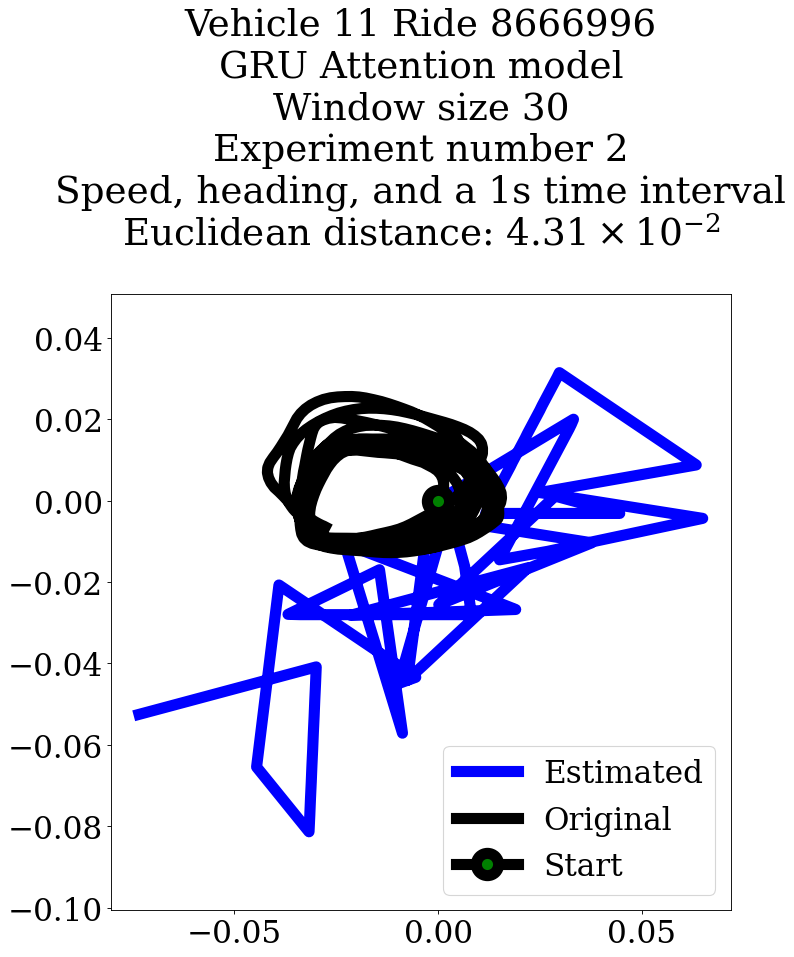 Vehicle 11 Ride 8666996
GRU Attention model
Window size 30
Experiment number 2
Speed, heading, and a 1s time interval
Euclidean distance: 4.31 × 10⁻²
0.04
0.02
0.00
−0.02
−0.04
−0.06
−0.08
−0.10
Estimated
Original
Start
−0.05 0.00 0.05